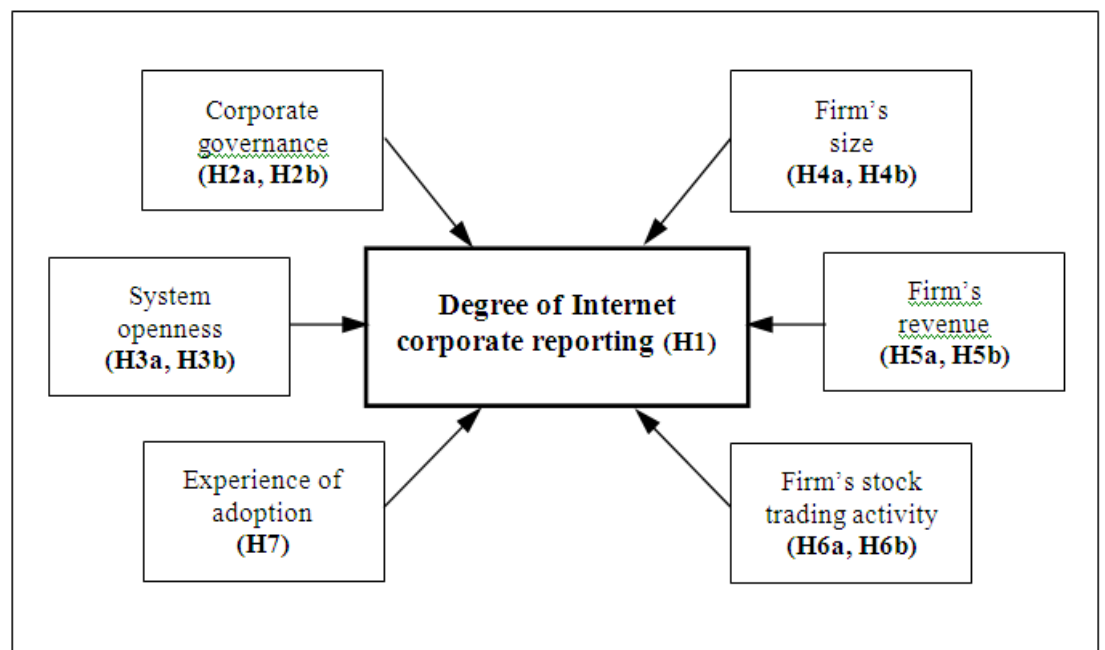 Corporate
governance
(H2a, H2b)
Firm's
size
(H4a, H4b)
System
openness
(H3a, H3b)
Degree of Internet
corporate reporting (H1)
Firm's
revenue
(H5a, H5b)
Experience of
adoption
(H7)
Firm's stock
trading activity
(H6a, H6b)